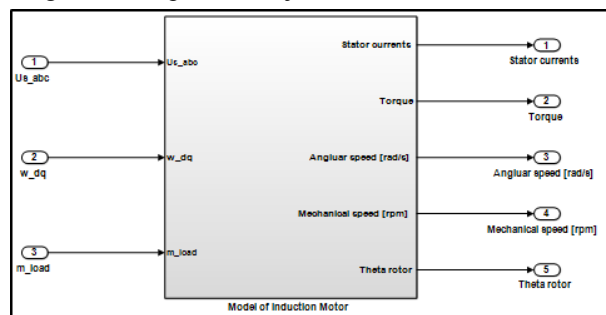 1
Us_abc
2
w_dq
3
m_load
Us_abc
w_dq
m_load
Stator currents
Torque
Angluar speed [rad/s]
Mechanical speed [rpm]
Theta rotor
Model of Induction Motor
1
Stator currents
2
Torque
3
Angluar speed [rad/s]
4
Mechanical speed [rpm]
5
Theta rotor